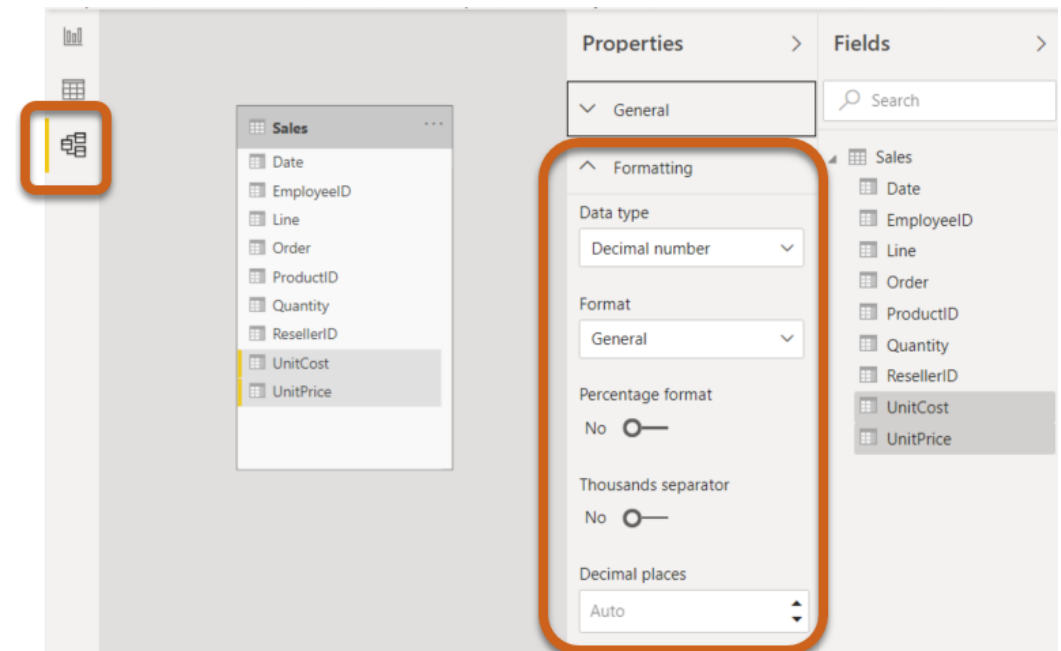 Properties
Fields
General
Search
Sales
Date
EmployeeID
Line
Order
ProductID
Quantity
ResellerID
UnitCost
UnitPrice
Formatting
Data type
Decimal number
Format
General
Percentage format
No
Thousands separator
No
Decimal places
Auto
Sales
Date
EmployeeID
Line
Order
ProductID
Quantity
ResellerID
UnitCost
UnitPrice